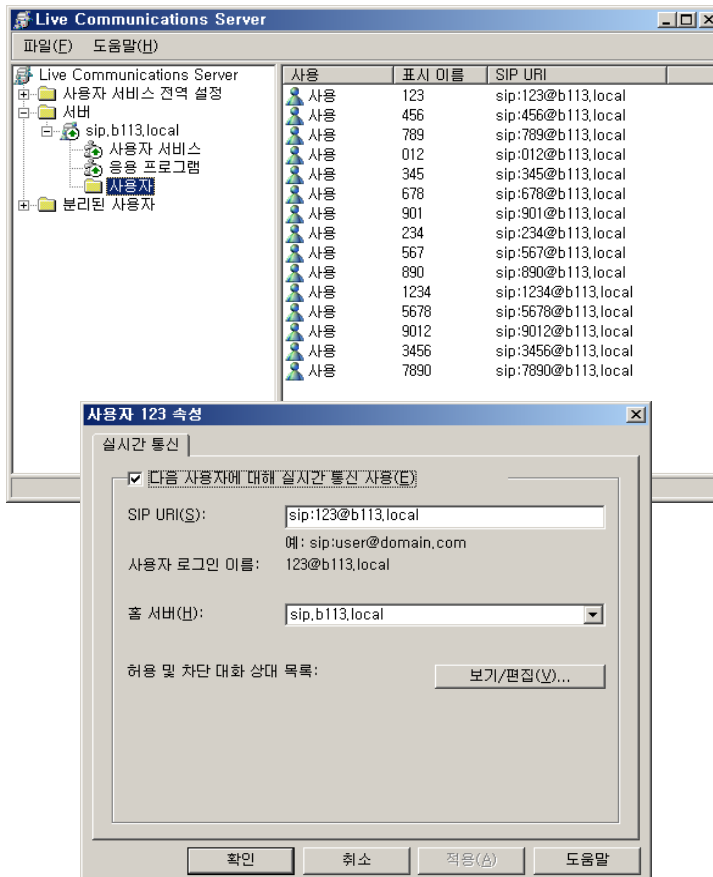 Live Communications Server
파일(F) 도움말(H)
Live Communications Server
사용자 서비스 전역 설정
서버
sip.b113.local
사용자 서비스
응용 프로그램
사용자
분리된 사용자
사용 표시 이름 SIP URI
사용 123 sip:123@b113.local
사용 456 sip:456@b113.local
사용 789 sip:789@b113.local
사용 012 sip:012@b113.local
사용 345 sip:345@b113.local
사용 678 sip:678@b113.local
사용 901 sip:901@b113.local
사용 234 sip:234@b113.local
사용 567 sip:567@b113.local
사용 890 sip:890@b113.local
사용 1234 sip:1234@b113.local
사용 5678 sip:5678@b113.local
사용 9012 sip:9012@b113.local
사용 3456 sip:3456@b113.local
사용 7890 sip:7890@b113.local
사용자 123 속성
실시간 통신
다음 사용자에 대해 실시간 통신 사용(E)
SIP URI(S): sip:123@b113.local
예: sip:user@domain.com
사용자 로그인 이름: 123@b113.local
홈 서버(H): sip.b113.local
허용 및 차단 대화 상대 목록: 보기/편집(V)...
확인 취소 적용(A) 도움말